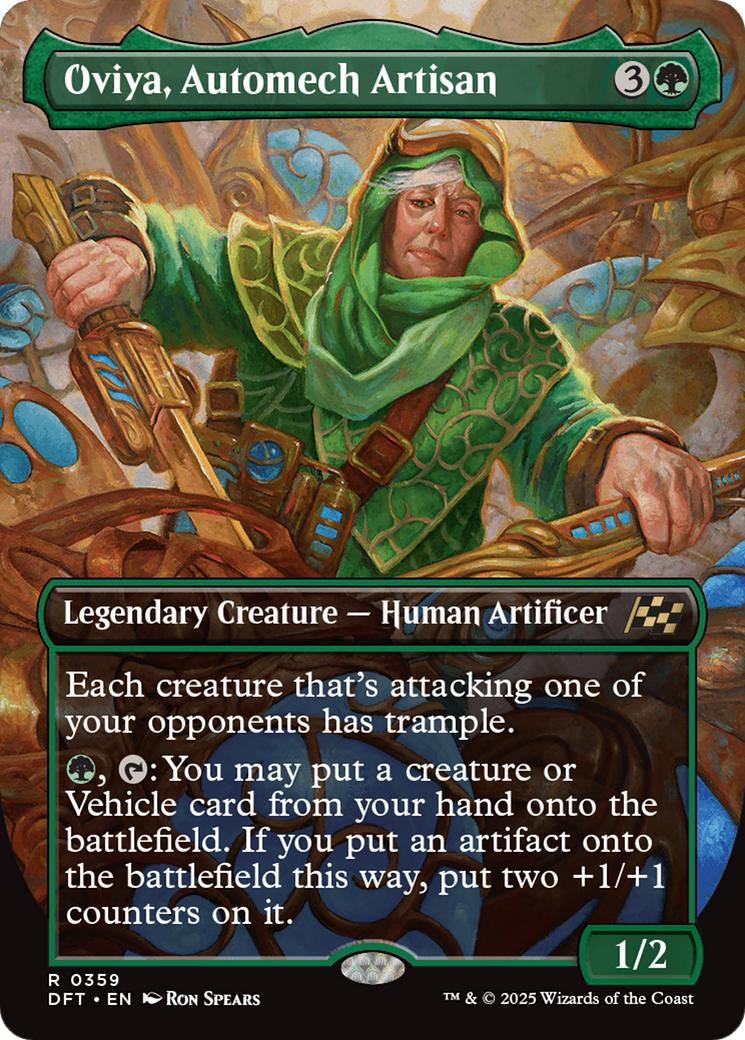 Oviya, Automech Artisan 3
Legendary Creature — Human Artificer
Each creature that's attacking one of
your opponents has trample.
, : You may put a creature or
Vehicle card from your hand onto the
battlefield. If you put an artifact onto
the battlefield this way, put two +1/+1
counters on it.
1/2
R 0359
DFT • EN Ron Spears
™ & © 2025 Wizards of the Coast